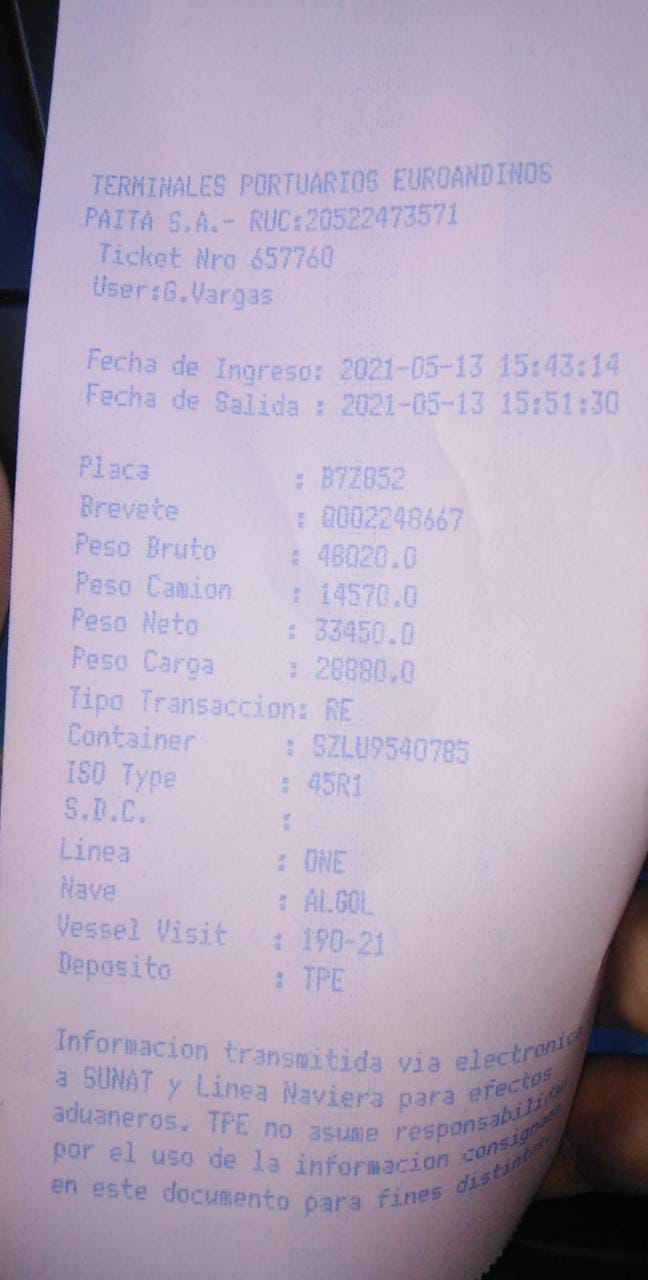 TERMINALES PORTUARIOS EUROANDINOS
PAITA S.A.- RUC:20522473571
Ticket Nro 657760
User:G.Vargas
Fecha de Ingreso: 2021-05-13 15:43:14
Fecha de Salida : 2021-05-13 15:51:30
Placa : B7Z852
Brevete : Q002248667
Peso Bruto : 48020.0
Peso Camion : 14570.0
Peso Neto : 33450.0
Peso Carga : 28880.0
Tipo Transaccion: RE
Container : SZLU9540785
ISO Type : 45R1
S.D.C. :
Linea : ONE
Nave : ALGOL
Vessel Visit : 190-21
Deposito : TPE
Informacion transmitida via electronica
a SUNAT y Linea Naviera para efectos
aduaneros. TPE no asume responsabilidad
por el uso de la informacion consignada
en este documento para fines distintos.